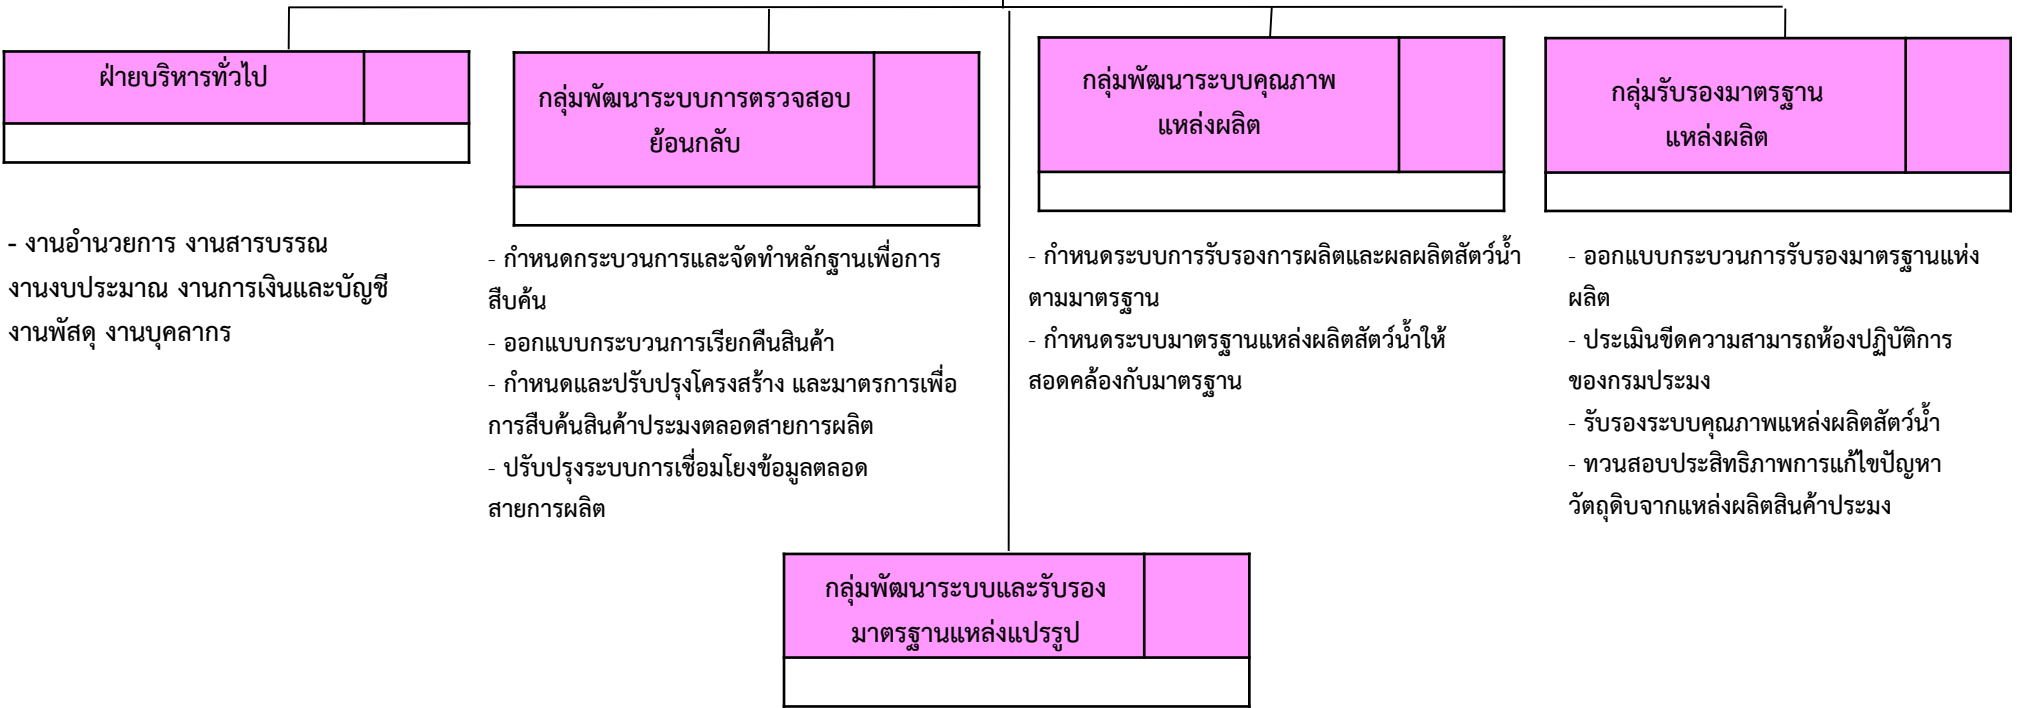 ฝ่ายบริหารทั่วไป
- งานอำนวยการ งานสารบรรณ
งานงบประมาณ งานการเงินและบัญชี
งานพัสดุ งานบุคลากร
กลุ่มพัฒนาระบบการตรวจสอบ
ย้อนกลับ
- กำหนดกระบวนการและจัดทำหลักฐานเพื่อการ
สืบค้น
- ออกแบบกระบวนการเรียกคืนสินค้า
- กำหนดและปรับปรุงโครงสร้าง และมาตรการเพื่อ
การสืบค้นสินค้าประมงตลอดสายการผลิต
- ปรับปรุงระบบการเชื่อมโยงข้อมูลตลอด
สายการผลิต
กลุ่มพัฒนาระบบคุณภาพ
แหล่งผลิต
- กำหนดระบบการรับรองการผลิตและผลผลิตสัตว์น้ำ
ตามมาตรฐาน
- กำหนดระบบมาตรฐานแหล่งผลิตสัตว์น้ำให้
สอดคล้องกับมาตรฐาน
กลุ่มรับรองมาตรฐาน
แหล่งผลิต
- ออกแบบกระบวนการรับรองมาตรฐานแห่ง
ผลิต
- ประเมินขีดความสามารถห้องปฏิบัติการ
ของกรมประมง
- รับรองระบบคุณภาพแหล่งผลิตสัตว์น้ำ
- ทวนสอบประสิทธิภาพการแก้ไขปัญหา
วัตถุดิบจากแหล่งผลิตสินค้าประมง
กลุ่มพัฒนาระบบและรับรอง
มาตรฐานแหล่งแปรรูป